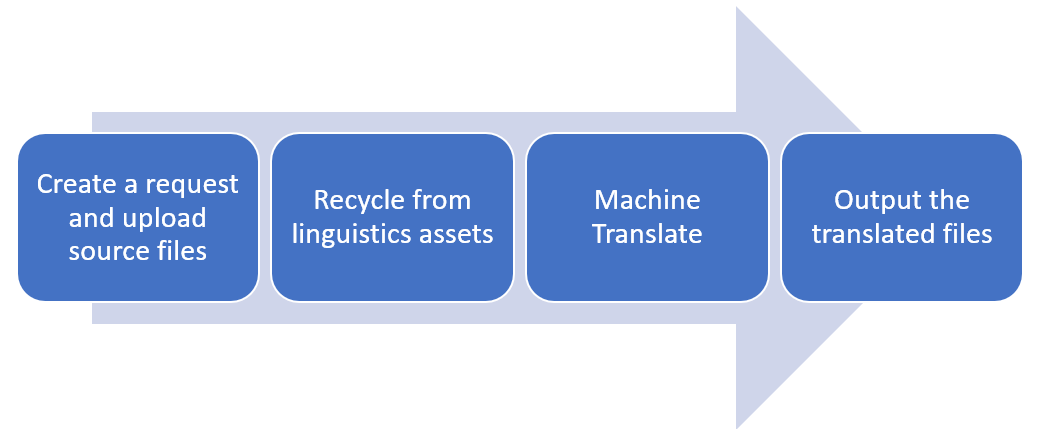 Create a request
and upload
source files
Recycle from
linguistics assets
Machine
Translate
Output the
translated files